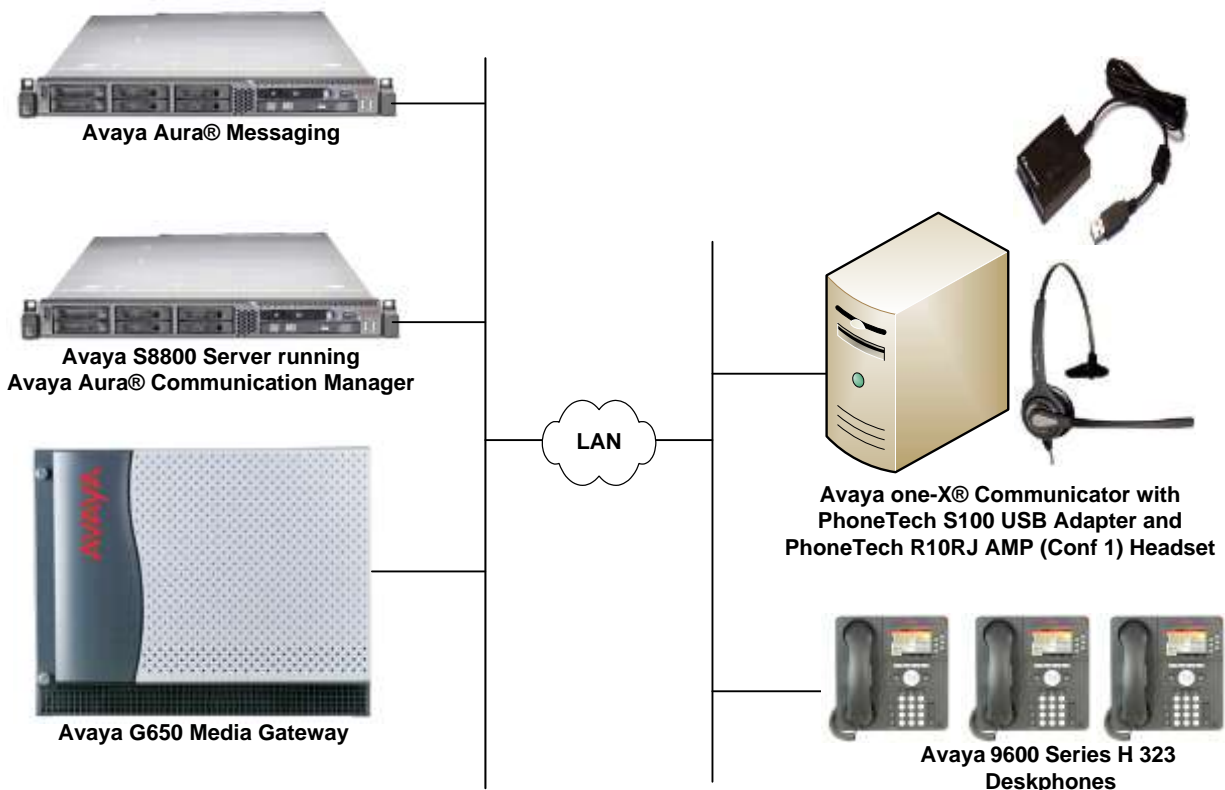 Avaya Aura® Messaging
Avaya S8800 Server running
Avaya Aura® Communication Manager
AVAYA
Avaya G650 Media Gateway
LAN
Avaya one-X® Communicator with
PhoneTech S100 USB Adapter and
PhoneTech R10RJ AMP (Conf 1) Headset
Avaya 9600 Series H 323
Deskphones